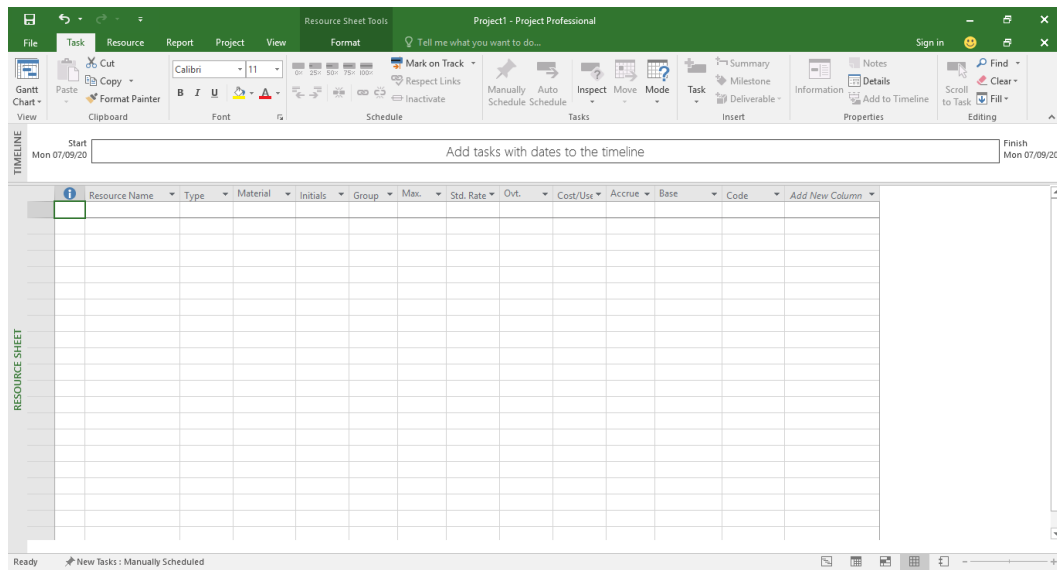 Resource Sheet Tools
Project1 - Project Professional
File Task Resource Report Project View Format Tell me what you want to do... Sign in
Gantt Chart
View
Paste
Cut
Copy
Format Painter
Clipboard
Calibri 11
B I U A
Font
0× 25× 50× 75× 100×
Mark on Track
Respect Links
Inactivate
Schedule
Manually Schedule
Auto Schedule
Inspect Move Mode
Tasks
Task
Summary
Milestone
Deliverable
Insert
Information
Notes
Details
Add to Timeline
Properties
Scroll to Task
Find
Clear
Fill
Editing
TIMELINE
Start
Mon 07/09/20
Add tasks with dates to the timeline
Finish
Mon 07/09/20
Resource Name Type Material Initials Group Max. Std. Rate Ovt. Cost/Use Accrue Base Code Add New Column
RESOURCE SHEET
Ready New Tasks : Manually Scheduled